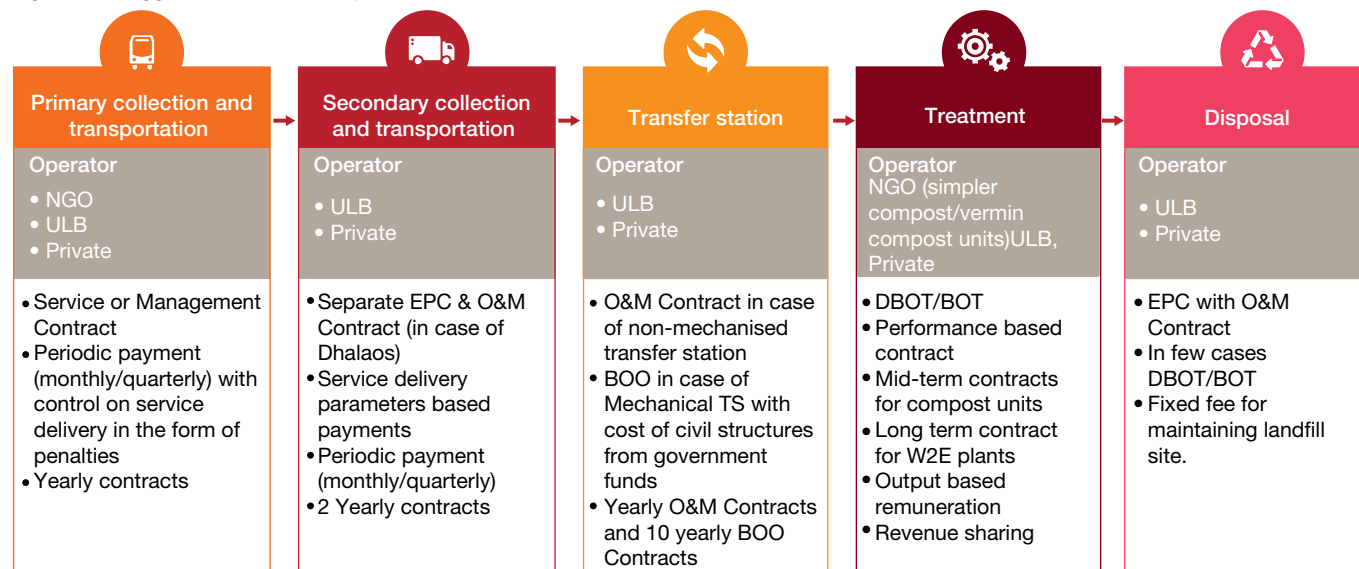 Primary collection and
transportation
Operator
• NGO
• ULB
• Private
• Service or Management
Contract
• Periodic payment
(monthly/quarterly) with
control on service
delivery in the form of
penalties
• Yearly contracts
Secondary collection
and transportation
Operator
• ULB
• Private
• Separate EPC & O&M
Contract (in case of
Dhalaos)
• Service delivery
parameters based
payments
• Periodic payment
(monthly/quarterly)
• 2 Yearly contracts
Transfer station
Operator
• ULB
• Private
• O&M Contract in case
of non-mechanised
transfer station
• BOO in case of
Mechanical TS with
cost of civil structures
from government
funds
• Yearly O&M Contracts
and 10 yearly BOO
Contracts
Treatment
Operator
NGO (simpler
compost/vermin
compost units)ULB,
Private
• DBOT/BOT
• Performance based
contract
• Mid-term contracts
for compost units
• Long term contract
for W2E plants
• Output based
remuneration
• Revenue sharing
Disposal
Operator
• ULB
• Private
• EPC with O&M
Contract
• In few cases
DBOT/BOT
• Fixed fee for
maintaining landfill
site.